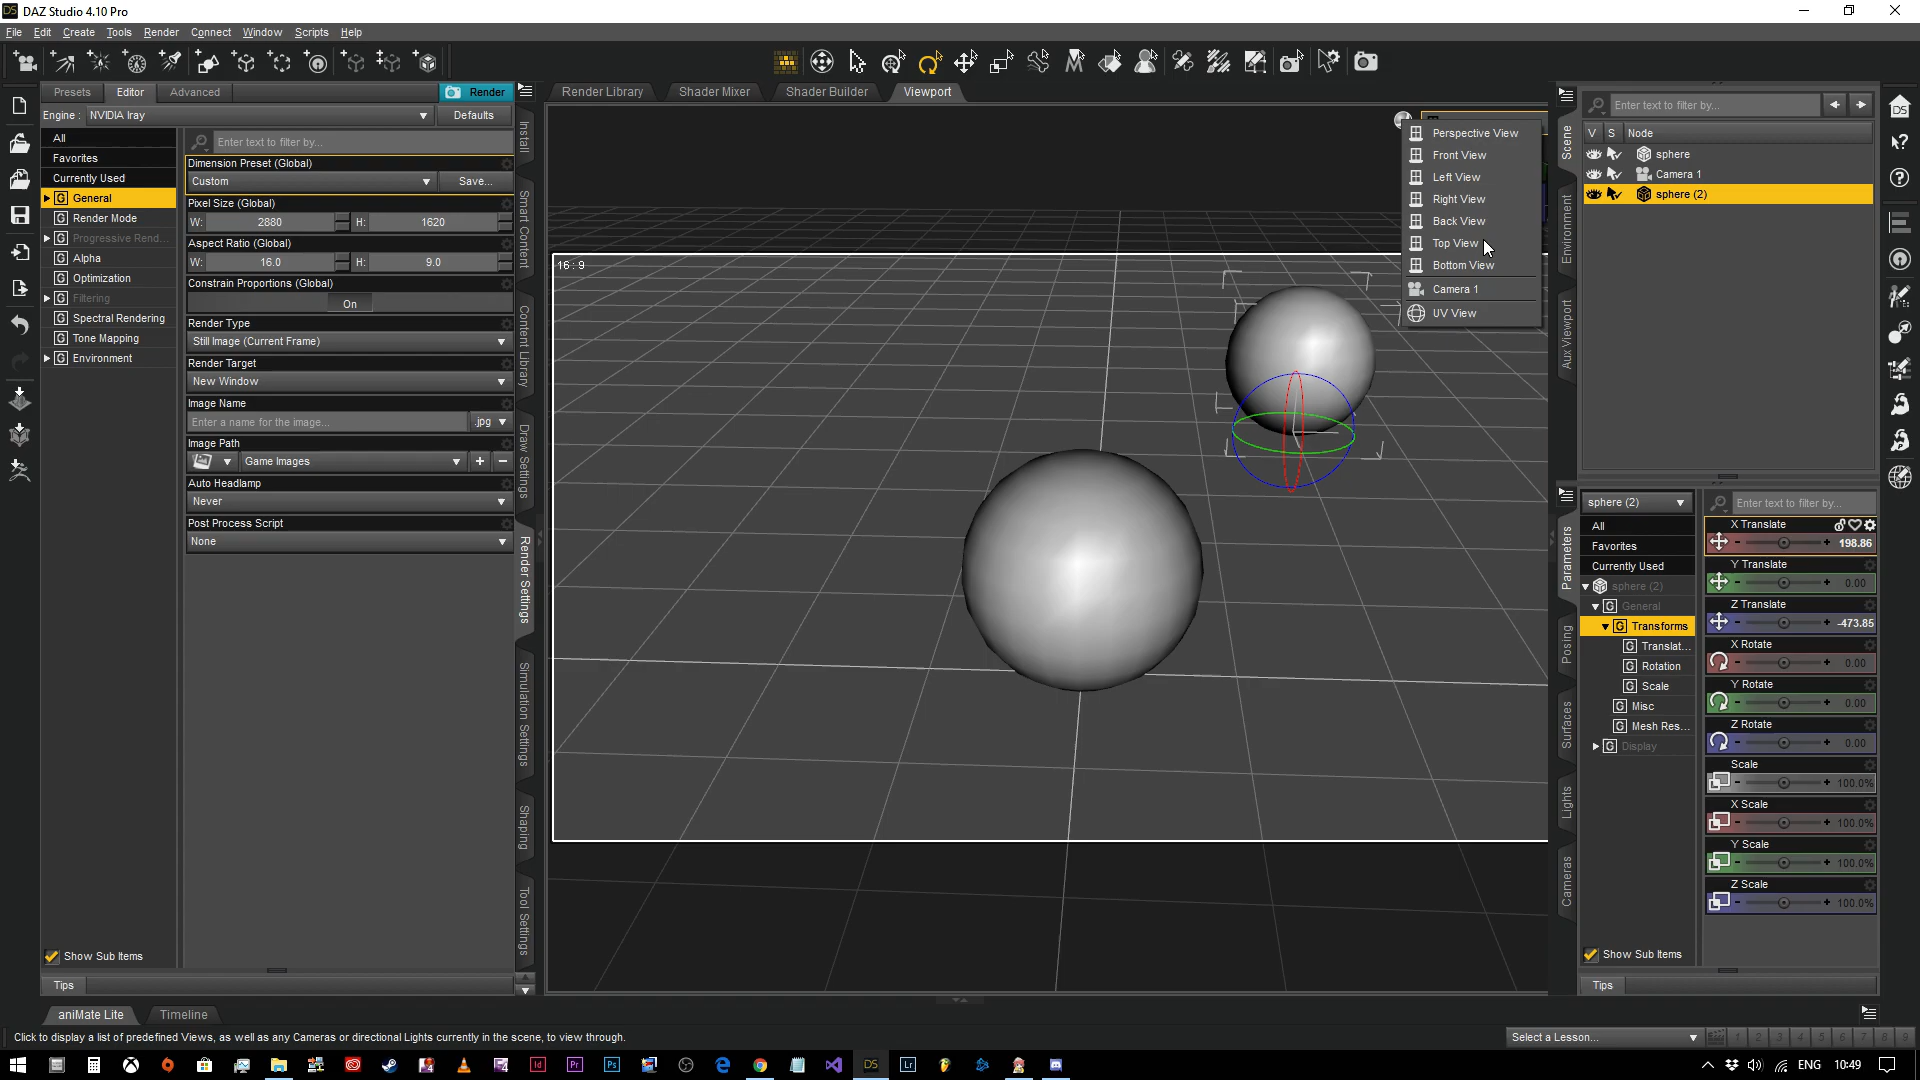 DAZ Studio 4.10 Pro
File Edit Create Tools Render Connect Window Scripts Help
Presets Editor Advanced Render
Engine : NVIDIA Iray Defaults
All
Favorites
Currently Used
General
Render Mode
Progressive Rend...
Alpha
Optimization
Filtering
Spectral Rendering
Tone Mapping
Environment
Show Sub Items
Tips
Enter text to filter by...
Dimension Preset (Global)
Custom Save...
Pixel Size (Global)
W: 2880 H: 1620
Aspect Ratio (Global)
W: 16.0 H: 9.0
Constrain Proportions (Global)
On
Render Type
Still Image (Current Frame)
Render Target
New Window
Image Name
Enter a name for the image... .jpg
Image Path
Game Images
Auto Headlamp
Never
Post Process Script
None
Install
Smart Content
Content Library
Draw Settings
Render Settings
Simulation Settings
Shaping
Tool Settings
Render Library Shader Mixer Shader Builder Viewport
16 : 9
Perspective View
Front View
Left View
Right View
Back View
Top View
Bottom View
Camera 1
UV View
Scene
Environment
Aux Viewport
Enter text to filter by...
V S Node
sphere
Camera 1
sphere (2)
Parameters
Posing
Surfaces
Lights
Cameras
sphere (2)
All
Favorites
Currently Used
sphere (2)
General
Transforms
Translat...
Rotation
Scale
Misc
Mesh Res...
Display
Show Sub Items
Tips
Enter text to filter by...
X Translate
198.86
Y Translate
0.00
Z Translate
-473.85
X Rotate
0.00
Y Rotate
0.00
Z Rotate
0.00
Scale
100.0%
X Scale
100.0%
Y Scale
100.0%
Z Scale
100.0%
aniMate Lite Timeline
Click to display a list of predefined Views, as well as any Cameras or directional Lights currently in the scene, to view through.
Select a Lesson... 1 2 3 4 5 6 7 8 9
ENG 10:49